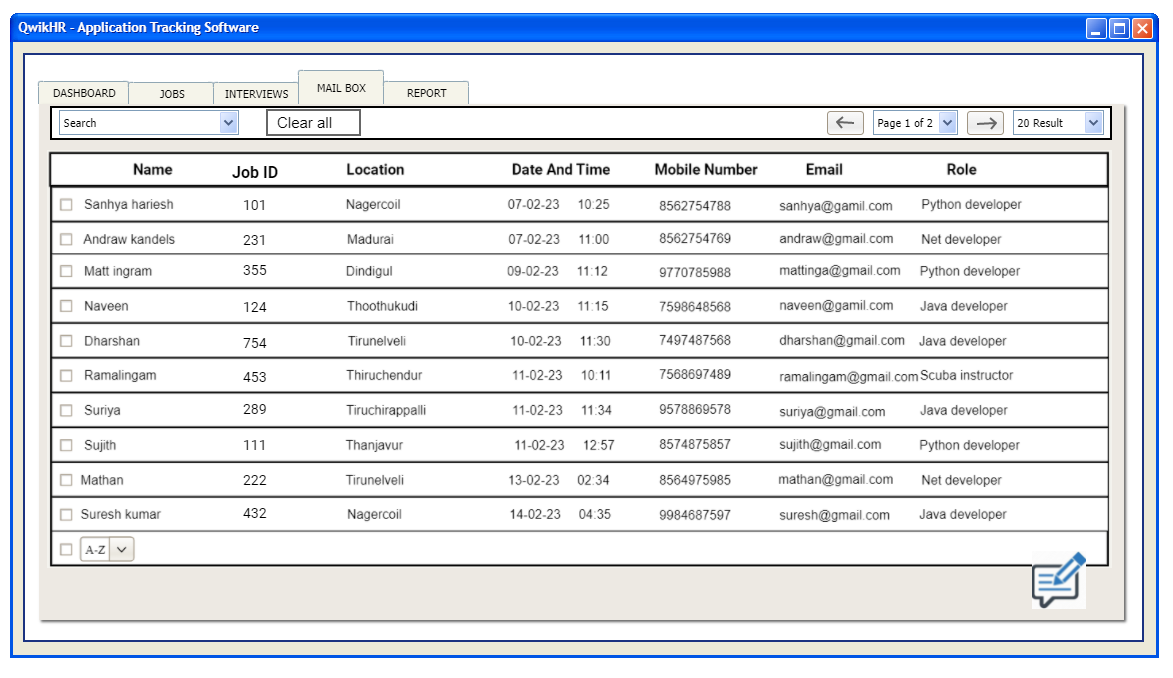 QwikHR - Application Tracking Software
DASHBOARD JOBS INTERVIEWS MAIL BOX REPORT
Search Clear all Page 1 of 2 20 Result
Name Job ID Location Date And Time Mobile Number Email Role
Sanhya hariesh 101 Nagercoil 07-02-23 10:25 8562754788 sanhya@gamil.com Python developer
Andraw kandels 231 Madurai 07-02-23 11:00 8562754769 andraw@gmail.com Net developer
Matt ingram 355 Dindigul 09-02-23 11:12 9770785988 mattinga@gmail.com Python developer
Naveen 124 Thoothukudi 10-02-23 11:15 7598648568 naveen@gamil.com Java developer
Dharshan 754 Tirunelveli 10-02-23 11:30 7497487568 dharshan@gmail.com Java developer
Ramalingam 453 Thiruchendur 11-02-23 10:11 7568697489 ramalingam@gmail.com Scuba instructor
Suriya 289 Tiruchirappalli 11-02-23 11:34 9578869578 suriya@gmail.com Java developer
Sujith 111 Thanjavur 11-02-23 12:57 8574875857 sujith@gmail.com Python developer
Mathan 222 Tirunelveli 13-02-23 02:34 8564975985 mathan@gmail.com Net developer
Suresh kumar 432 Nagercoil 14-02-23 04:35 9984687597 suresh@gmail.com Java developer
A-Z